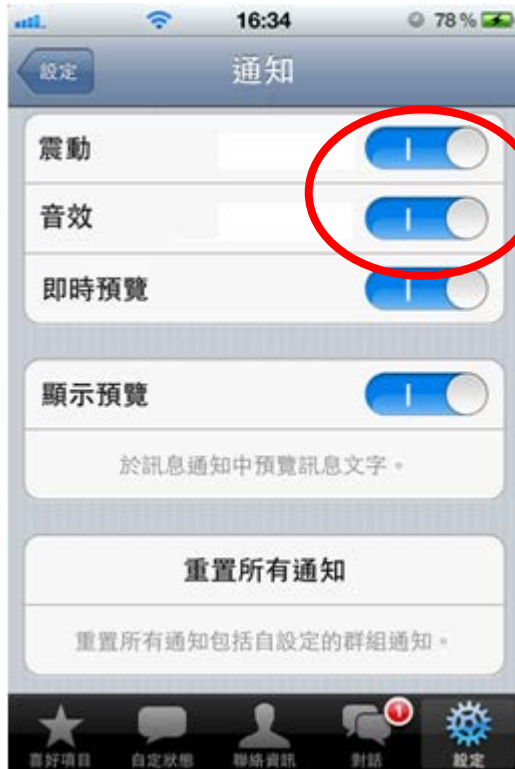 16:34
78%
設定
通知
震動
音效
即時預覽
顯示預覽
於訊息通知中預覽訊息文字。
重置所有通知
重置所有通知包括自設定的群組通知。
1
喜好項目
自定狀態
聯絡資訊
對話
設定